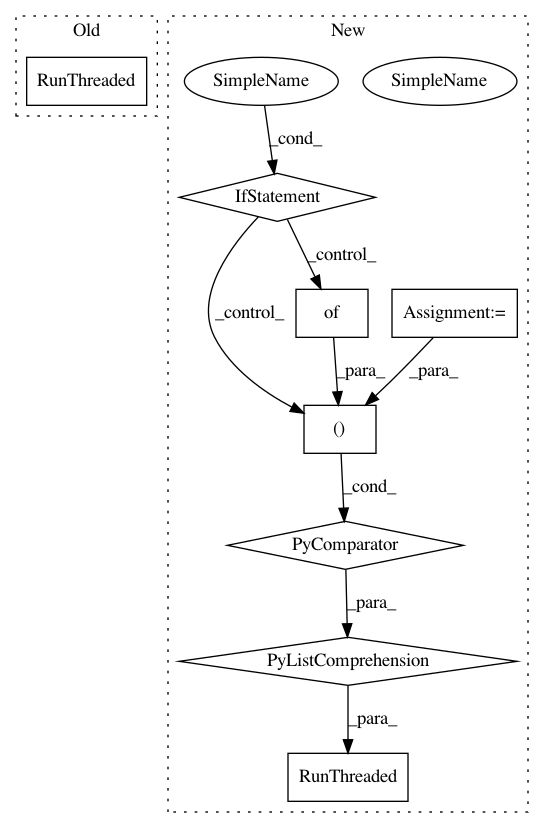 Old
New
RunThreaded
SimpleName
SimpleName
_cond_
IfStatement
_control_
_control_
of
Assignment:=
_para_
_para_
()
_cond_
PyComparator
_para_
PyListComprehension
_para_
RunThreaded